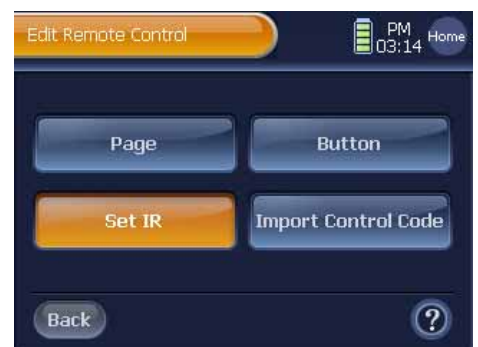 Edit Remote Control
PM
03:14
Home
Page
Button
Set IR
Import Control Code
Back
?